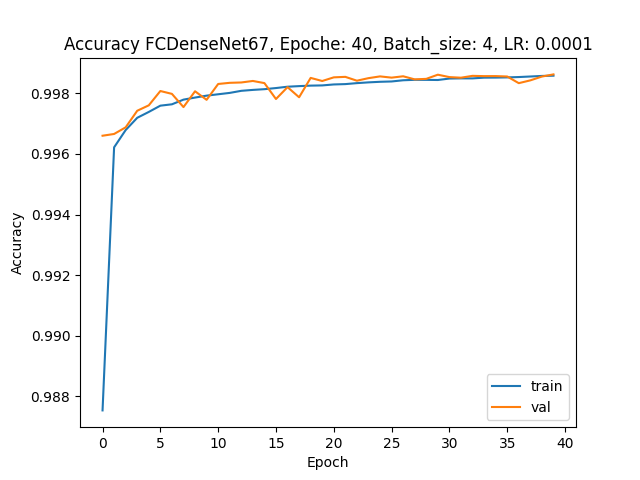 Accuracy FCDenseNet67, Epoche: 40, Batch_size: 4, LR: 0.0001
Accuracy
0.998
0.996
0.994
0.992
0.990
0.988
0 5 10 15 20 25 30 35 40
Epoch
train
val